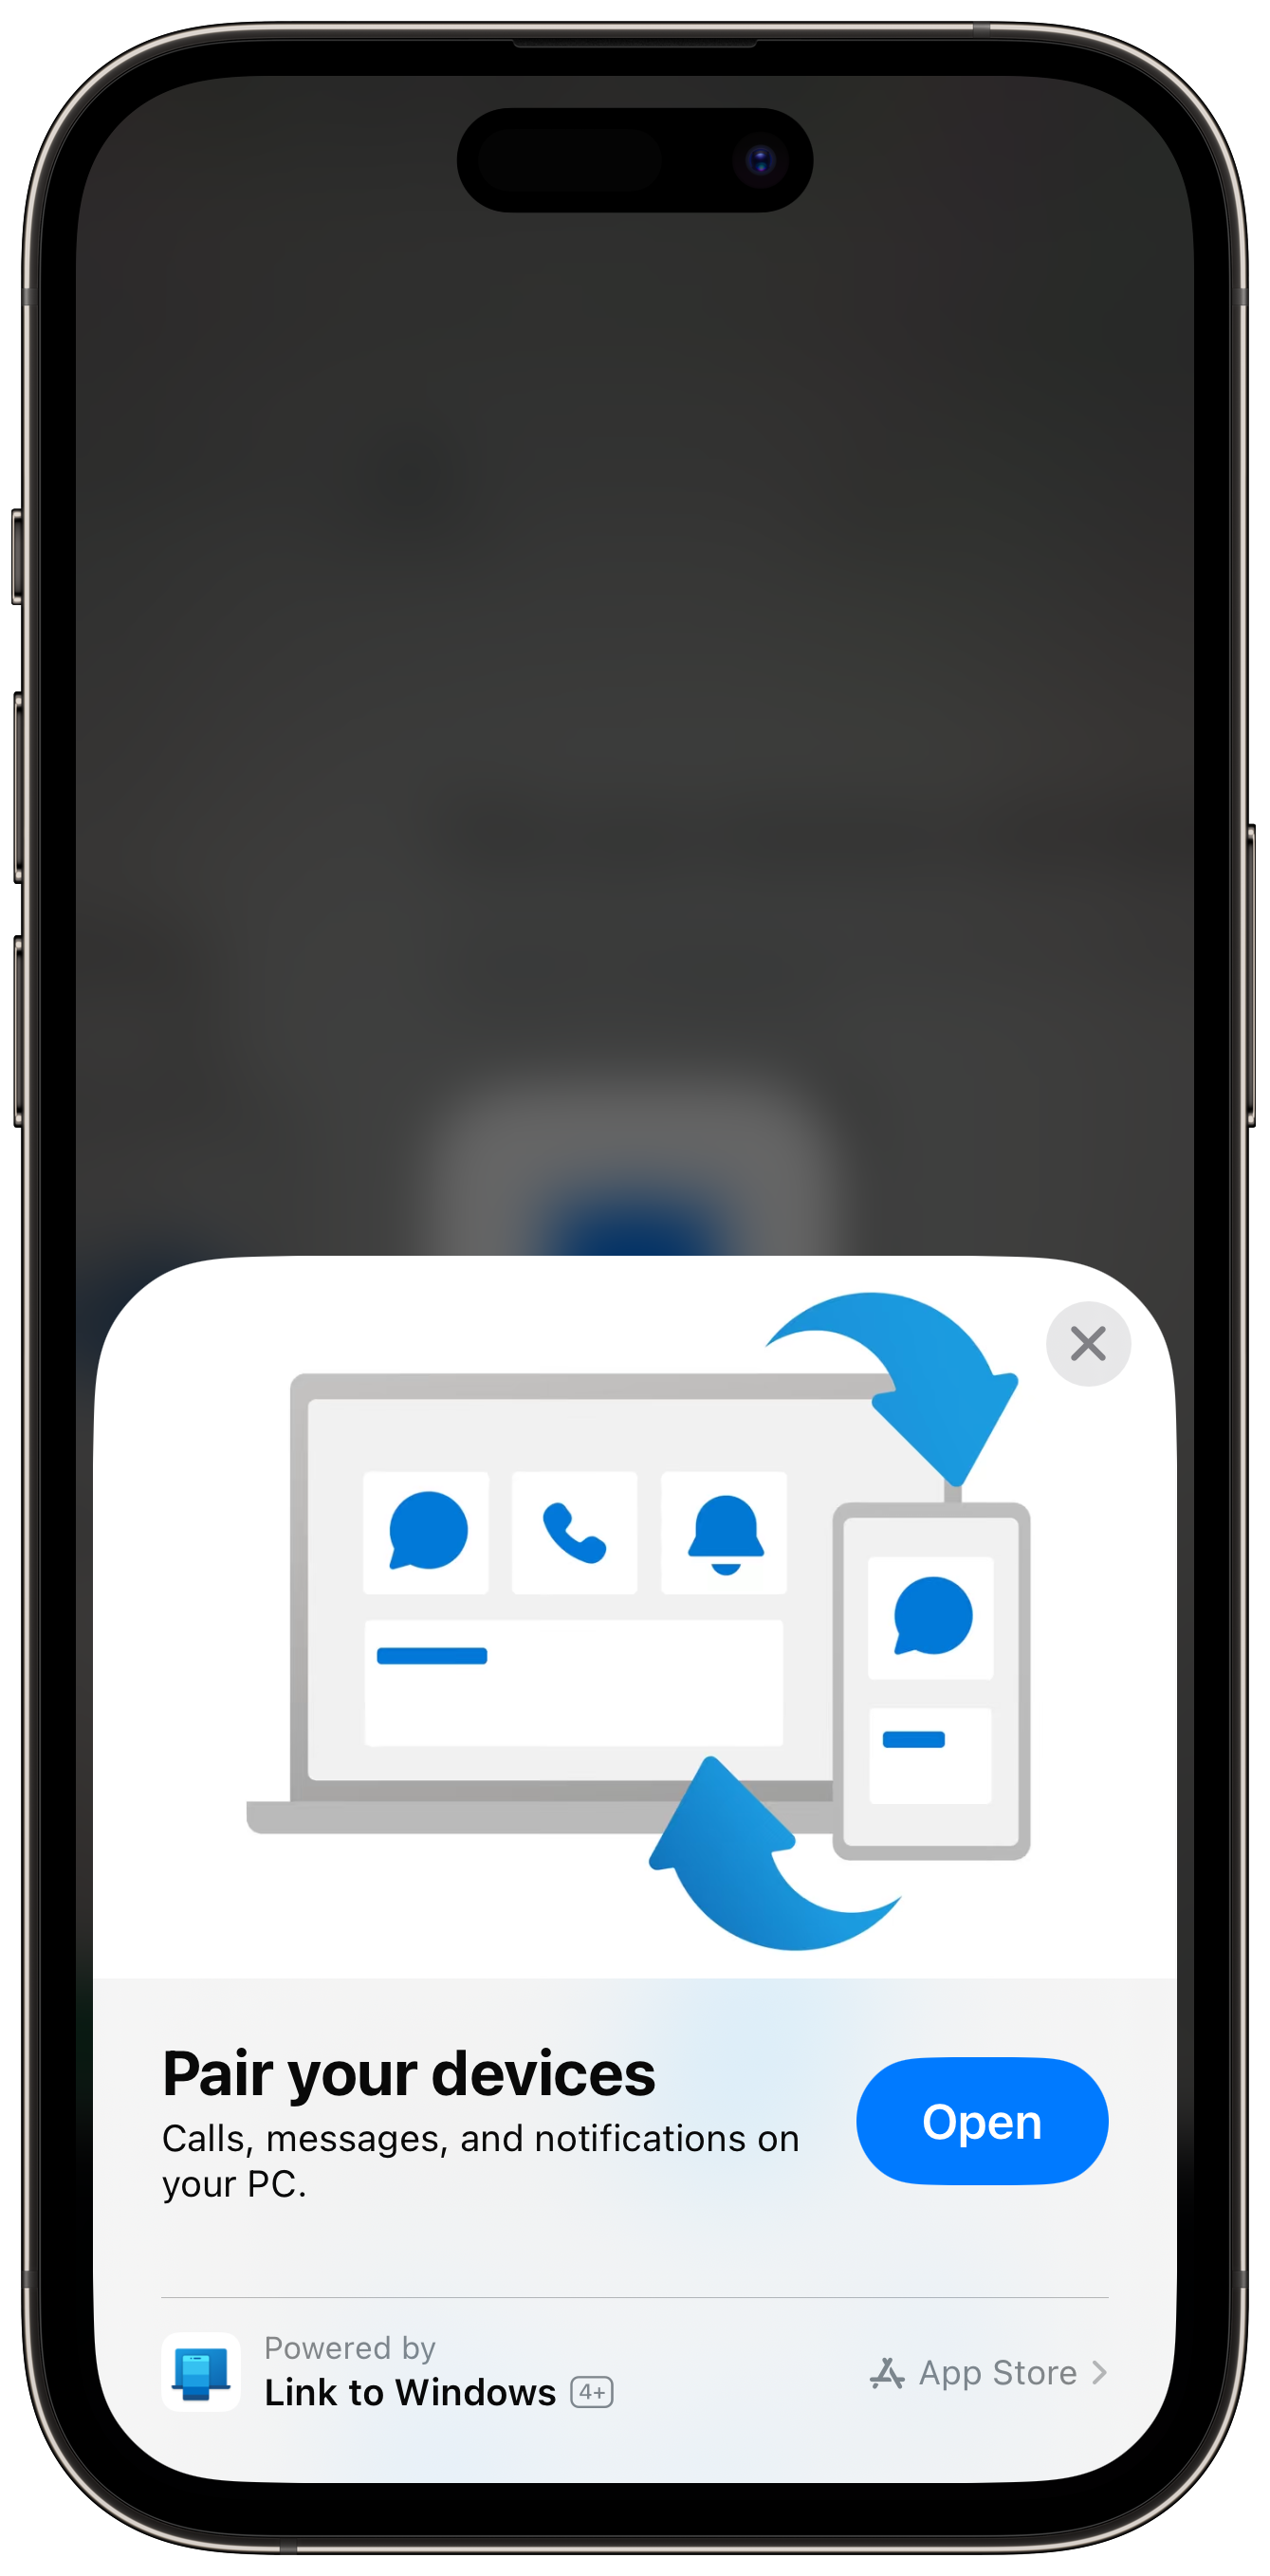 Pair your devices
Calls, messages, and notifications on
your PC.
Open
Powered by
Link to Windows 4+
App Store